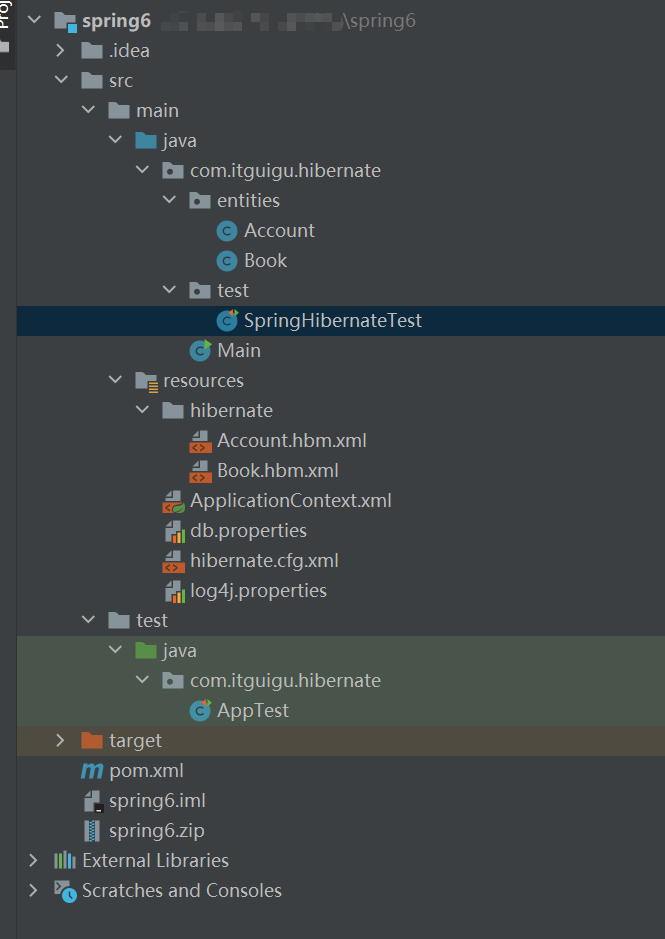 Proj
spring6 \spring6
.idea
src
main
java
com.itguigu.hibernate
entities
Account
Book
test
SpringHibernateTest
Main
resources
hibernate
Account.hbm.xml
Book.hbm.xml
ApplicationContext.xml
db.properties
hibernate.cfg.xml
log4j.properties
test
java
com.itguigu.hibernate
AppTest
target
pom.xml
spring6.iml
spring6.zip
External Libraries
Scratches and Consoles